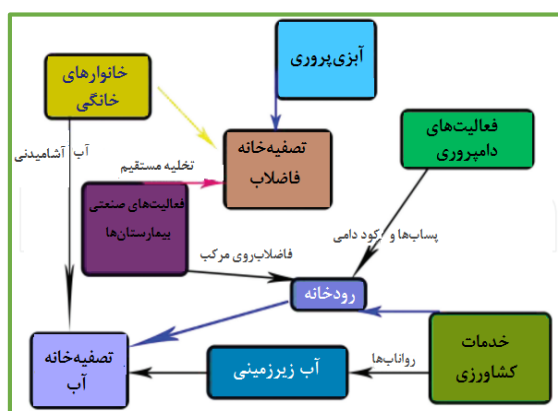 آبزی‌پروری
خانوارهای
خانگی
فعالیت‌های
دامپروری
تصفیه‌خانه
فاضلاب
آب آشامیدنی
تخلیه مستقیم
فعالیت‌های صنعتی
بیمارستان‌ها
پساب‌ها و کود دامی
فاضلاب‌روی مرکب
رودخانه
خدمات
کشاورزی
تصفیه‌خانه
آب
آب زیرزمینی
رواناب‌ها